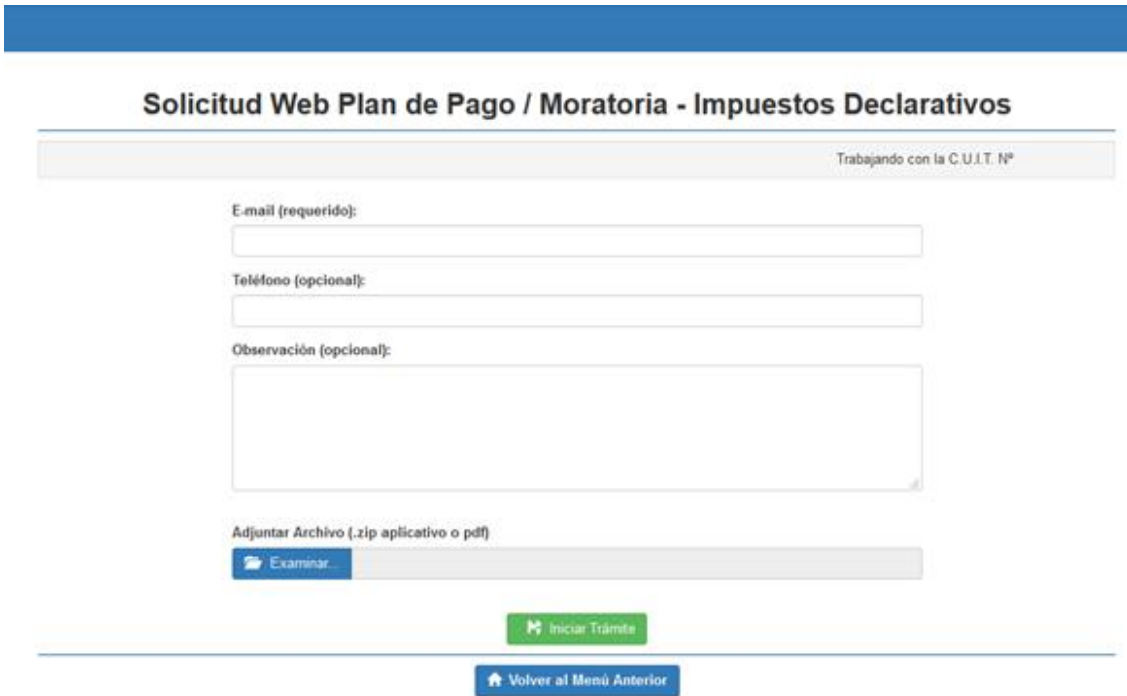 Solicitud Web Plan de Pago / Moratoria - Impuestos Declarativos
Trabajando con la C.U.I.T. Nº
E-mail (requerido):
Teléfono (opcional):
Observación (opcional):
Adjuntar Archivo (.zip aplicativo o pdf)
Examinar...
Iniciar Trámite
Volver al Menú Anterior